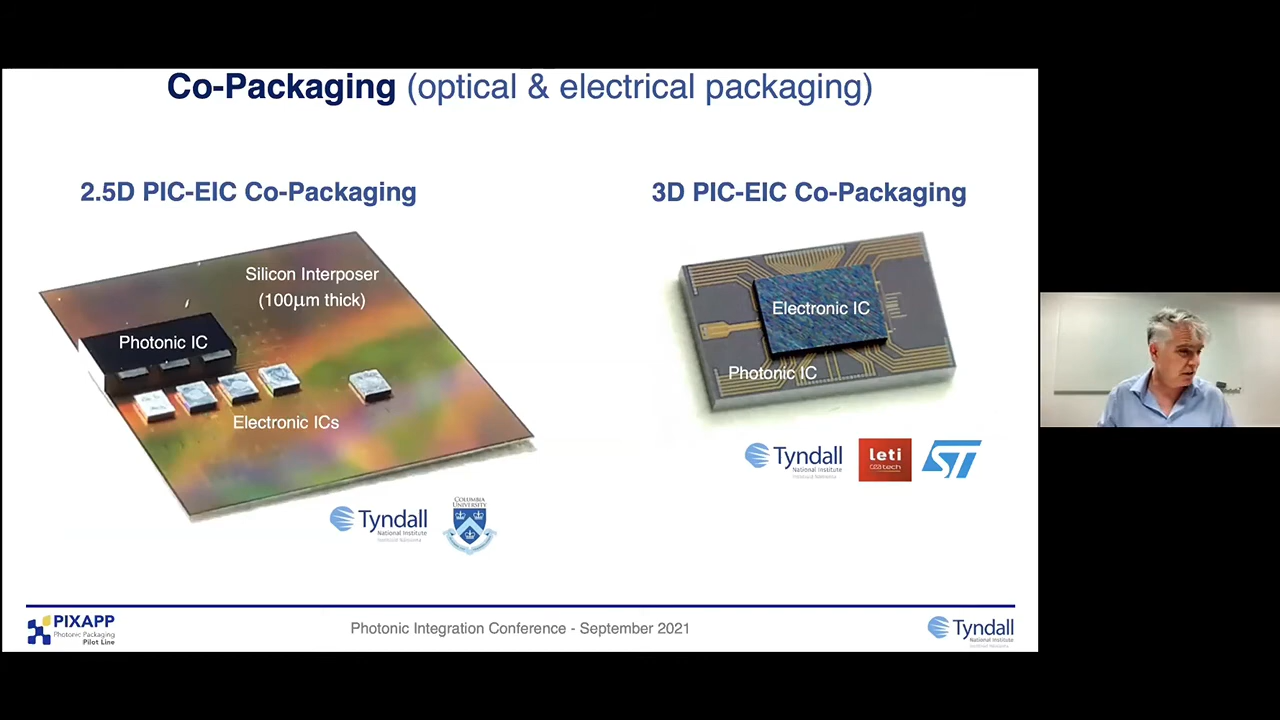 Co-Packaging (optical & electrical packaging)
2.5D PIC-EIC Co-Packaging
Silicon Interposer
(100μm thick)
Photonic IC
Electronic ICs
Tyndall
National Institute
COLUMBIA
UNIVERSITY
3D PIC-EIC Co-Packaging
Electronic IC
Photonic IC
Tyndall
National Institute
leti
cea tech
ST
PIXAPP
Photonic Packaging
Pilot Line
Photonic Integration Conference - September 2021
Tyndall
National Institute